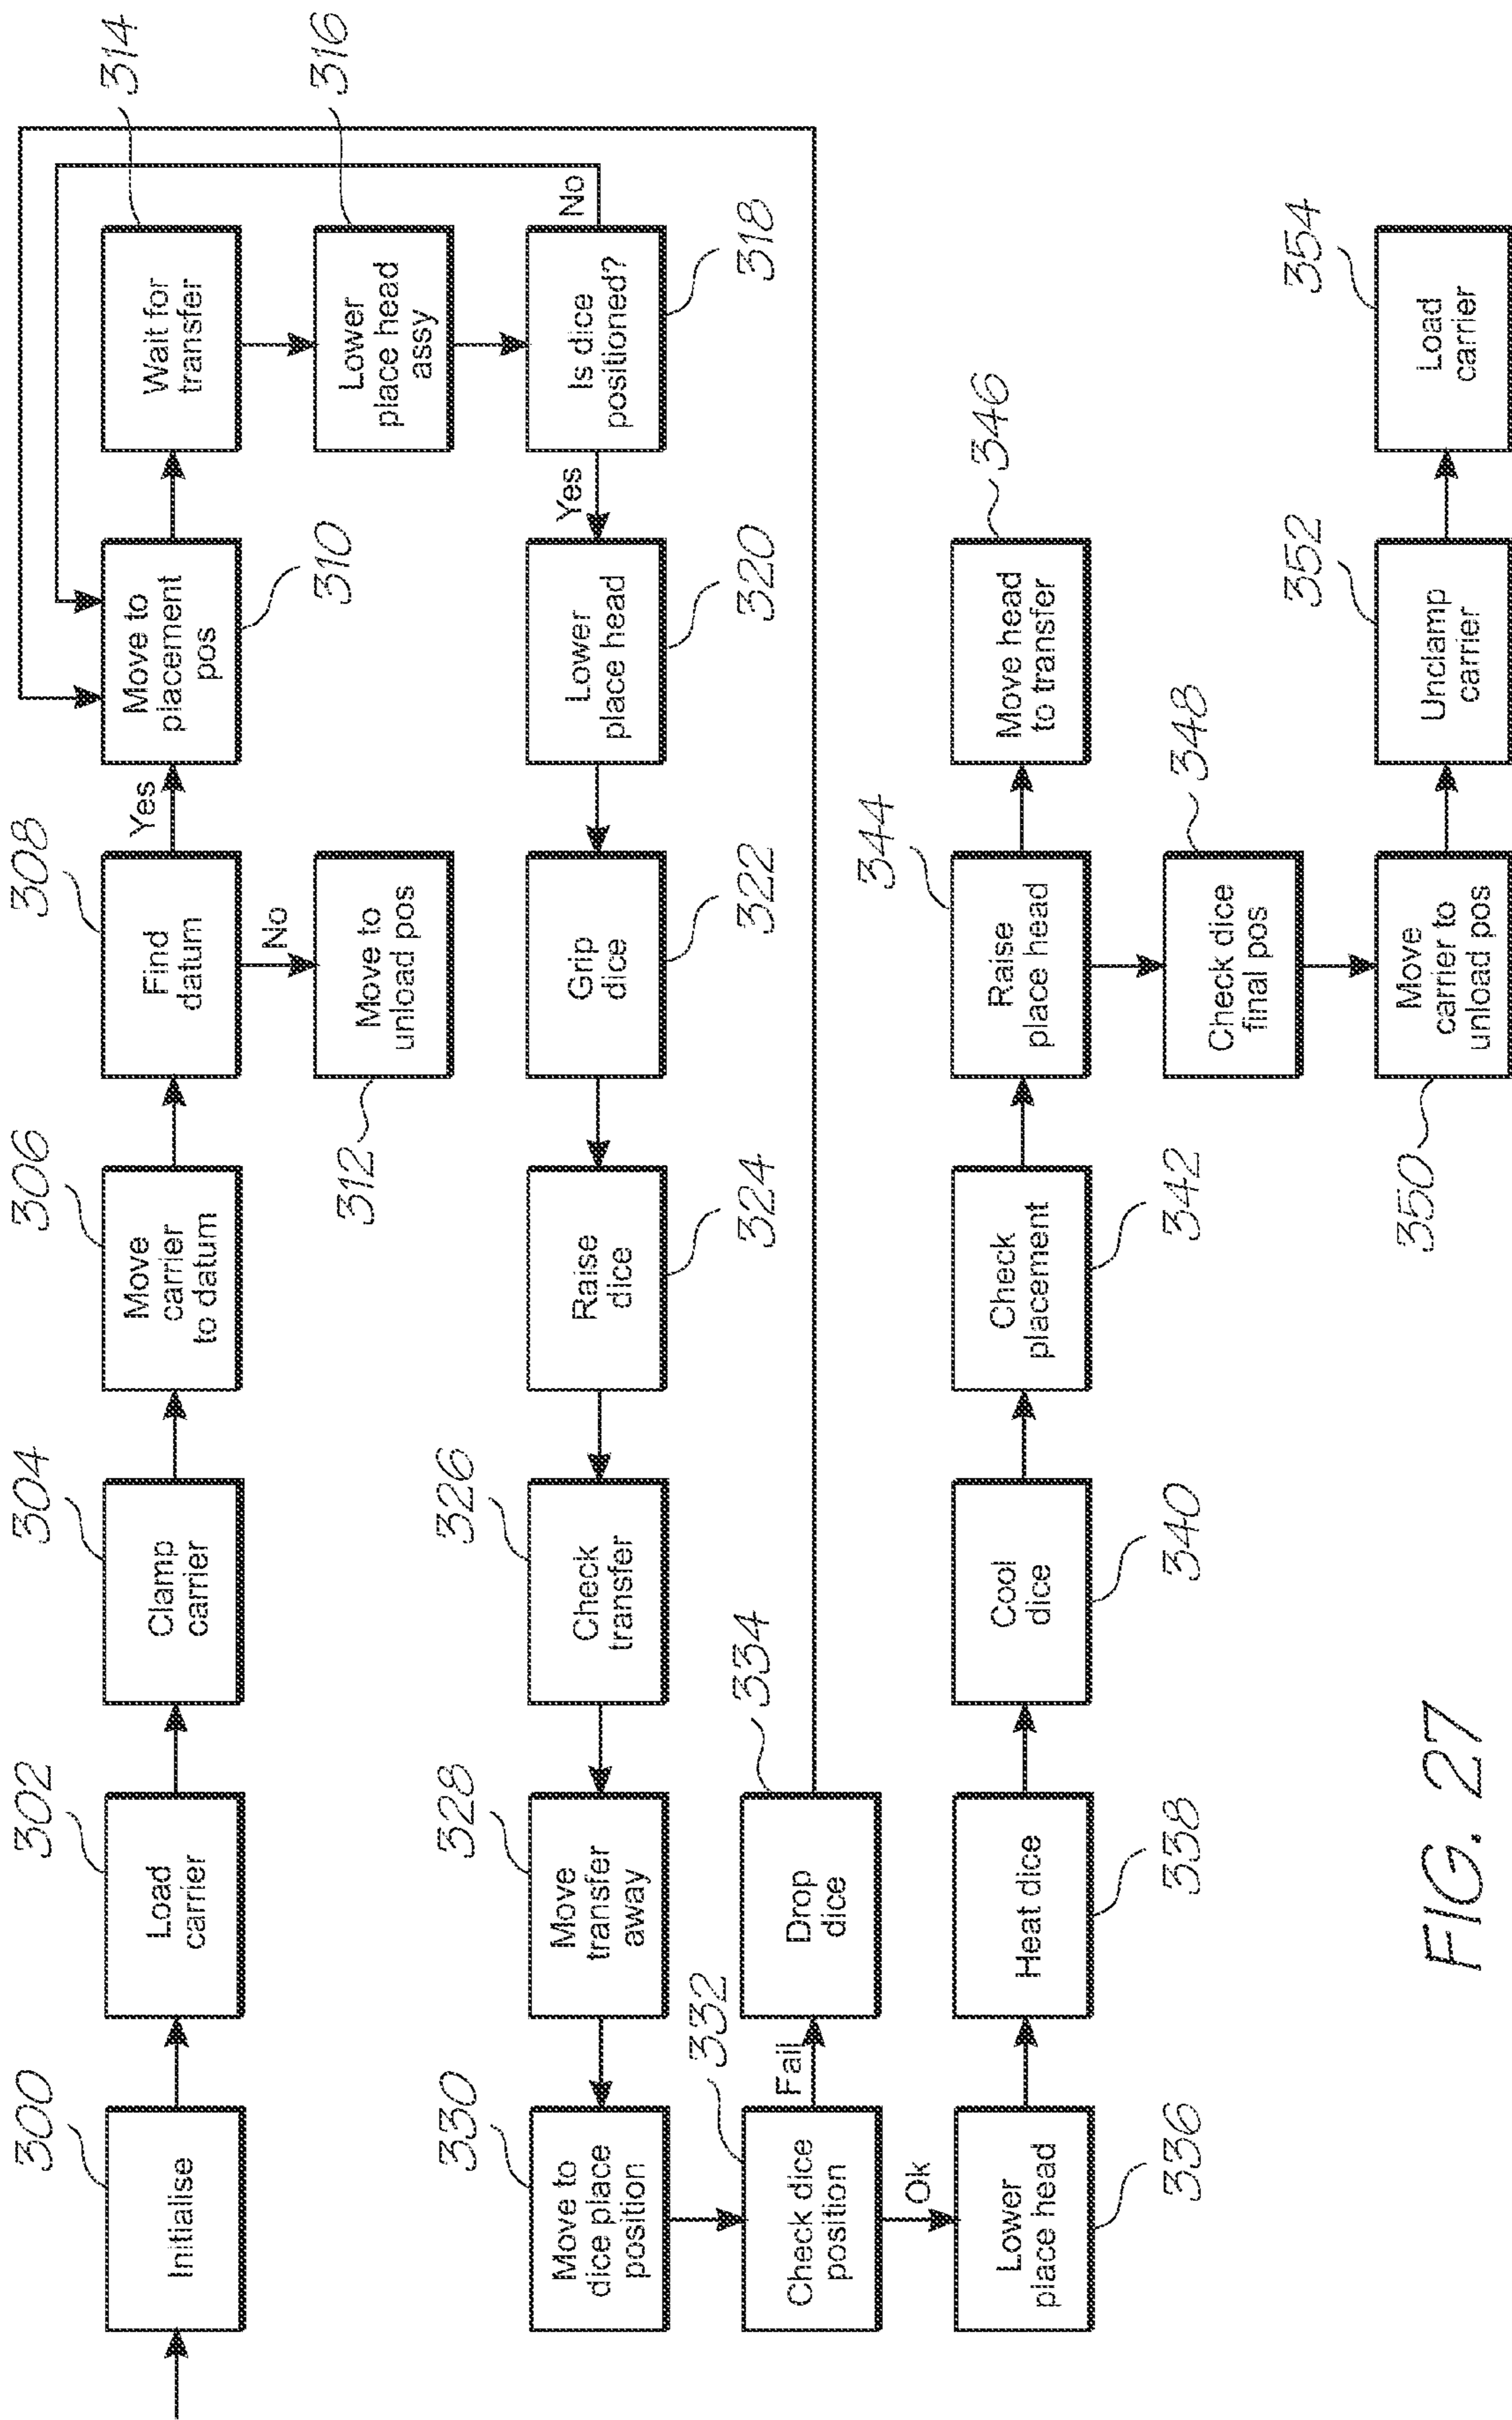 300
302
304
306
308
314
Initialise
Load
carrier
Clamp
carrier
Move
carrier
to datum
Find
datum
Yes
Move to
placement
pos
310
Wait for
transfer
No
312
Move to
unload pos
Lower
place head
assy
316
326
328
330
Move to
dice place
position
Move
transfer
away
Check
transfer
Raise
dice
324
Grip
dice
322
Lower
place head
320
Yes
Is dice
positioned?
No
318
332
334
Check dice
position
Fail
Drop
dice
Ok
344
346
Lower
place head
336
Heat dice
338
Cool
dice
340
Check
placement
342
Raise
place head
Move head
to transfer
Check dice
final pos
348
350
Move
carrier to
unload pos
352
Unclamp
carrier
354
Load
carrier
FIG. 27